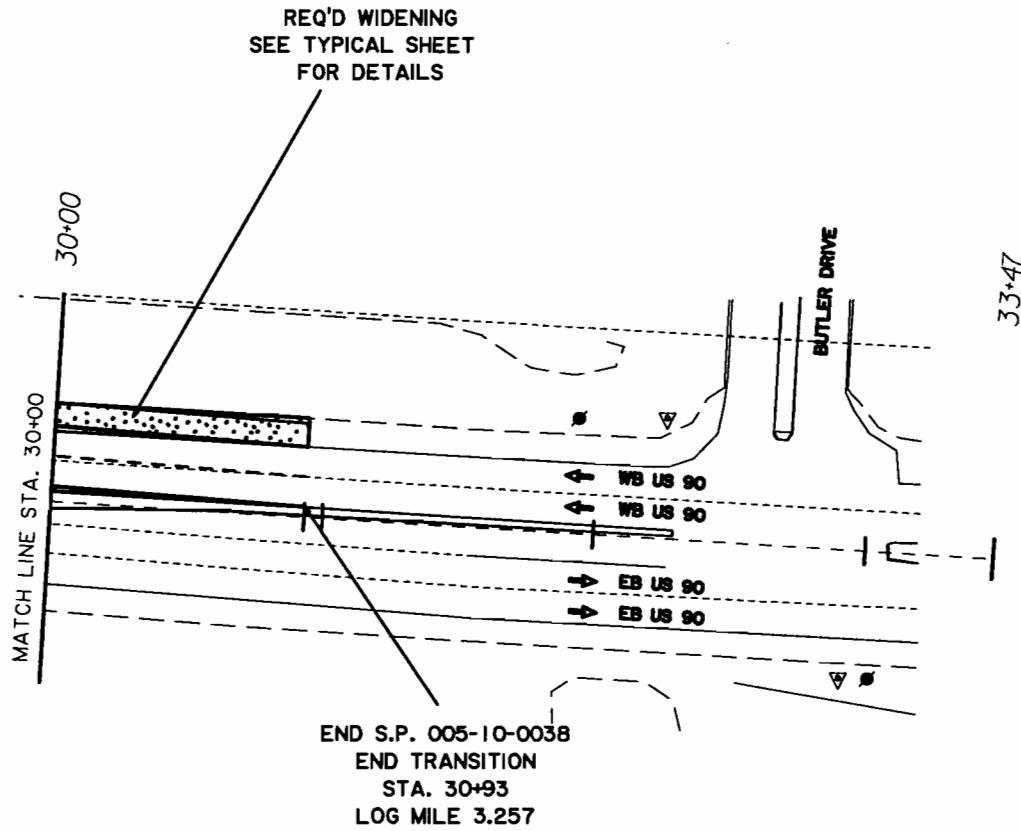 REQ'D WIDENING
SEE TYPICAL SHEET
FOR DETAILS
30+00
33+47
BUTLER DRIVE
MATCH LINE STA. 30+00
WB US 90
WB US 90
EB US 90
EB US 90
END S.P. 005-10-0038
END TRANSITION
STA. 30+93
LOG MILE 3.257